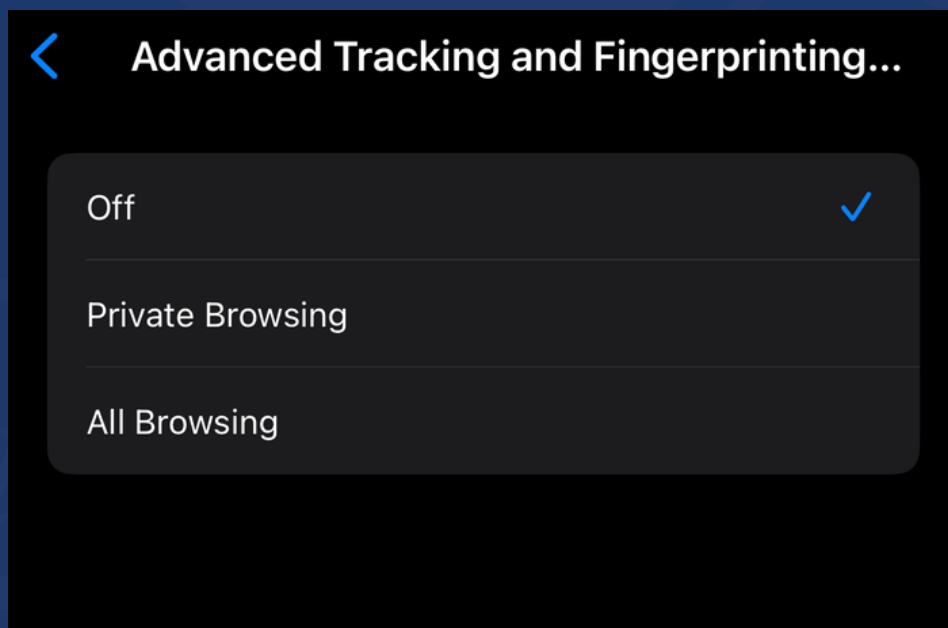 Advanced Tracking and Fingerprinting...
Off
Private Browsing
All Browsing